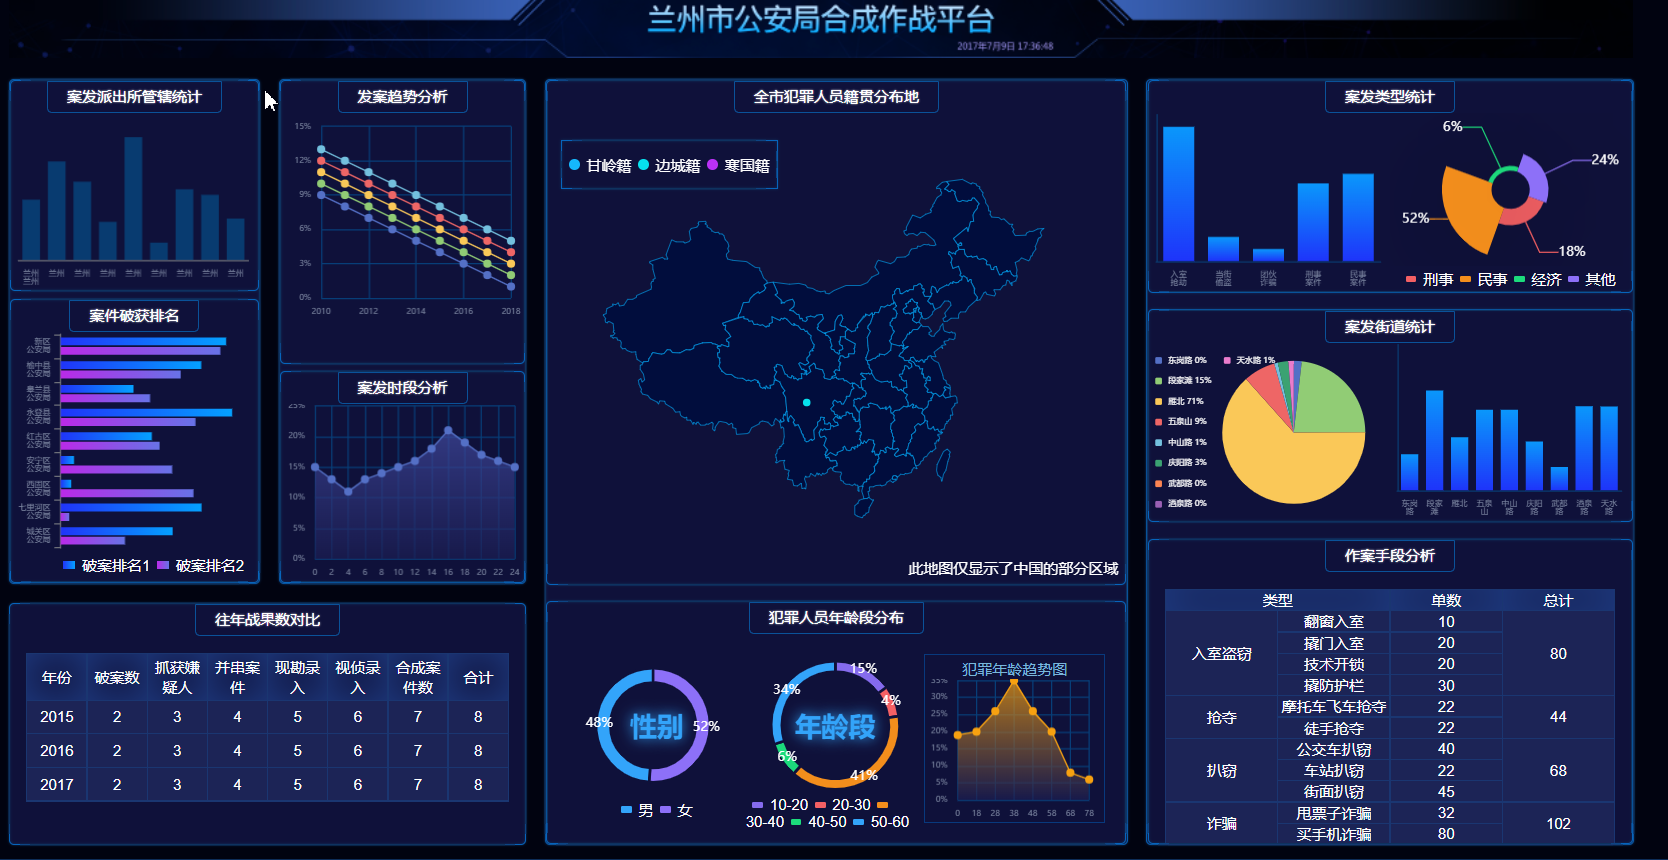 兰州市公安局合成作战平台
2017年7月9日 17:36:48
案发派出所管辖统计
兰州 兰州 兰州 兰州 兰州 兰州 兰州 兰州 兰州
兰州
发案趋势分析
15%
12%
9%
6%
3%
0%
2010 2012 2014 2016 2018
案件破获排名
新区
公安局
榆中县
公安局
皋兰县
公安局
永登县
公安局
红古区
公安局
安宁区
公安局
西固区
公安局
七里河区
公安局
城关区
公安局
破案排名1 破案排名2
案发时段分析
25%
20%
15%
10%
5%
0%
0 2 4 6 8 10 12 14 16 18 20 22 24
往年战果数对比
年份 破案数 抓获嫌疑人 并串案件 现勘录入 视侦录入 合成案件数 合计
2015 2 3 4 5 6 7 8
2016 2 3 4 5 6 7 8
2017 2 3 4 5 6 7 8
全市犯罪人员籍贯分布地
甘岭籍 边城籍 寒国籍
此地图仅显示了中国的部分区域
犯罪人员年龄段分布
48% 性别 52%
男 女
15%
4%
34%
年龄段
6%
41%
10-20 20-30
30-40 40-50 50-60
犯罪年龄趋势图
35%
30%
25%
20%
15%
10%
5%
0%
0 18 28 38 48 58 68 78
案发类型统计
入室抢劫 当街偷盗 团伙诈骗 刑事案件 民事案件
6%
24%
52%
18%
刑事 民事 经济 其他
案发街道统计
东岗路 0% 天水路 1%
段家滩 15%
雁北 71%
五泉山 9%
中山路 1%
庆阳路 3%
武都路 0%
酒泉路 0%
东岗路 段家滩 雁北 五泉山 中山路 庆阳路 武都路 酒泉路 天水路
作案手段分析
类型 单数 总计
入室盗窃 翻窗入室 10 80
撬门入室 20
技术开锁 20
撬防护栏 30
抢夺 摩托车飞车抢夺 22 44
徒手抢夺 22
扒窃 公交车扒窃 40 68
车站扒窃 22
街面扒窃 45
诈骗 甩票子诈骗 32 102
买手机诈骗 80